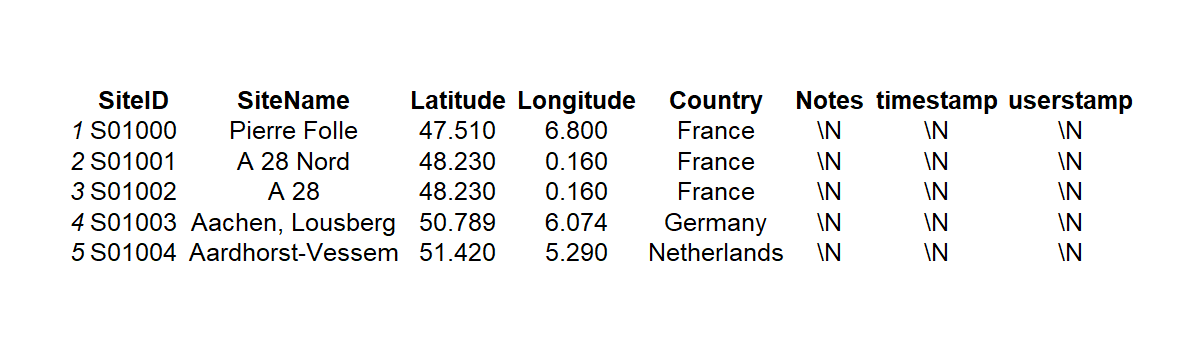 SiteID SiteName Latitude Longitude Country Notes timestamp userstamp
1 S01000 Pierre Folle 47.510 6.800 France \N \N \N
2 S01001 A 28 Nord 48.230 0.160 France \N \N \N
3 S01002 A 28 48.230 0.160 France \N \N \N
4 S01003 Aachen, Lousberg 50.789 6.074 Germany \N \N \N
5 S01004 Aardhorst-Vessem 51.420 5.290 Netherlands \N \N \N